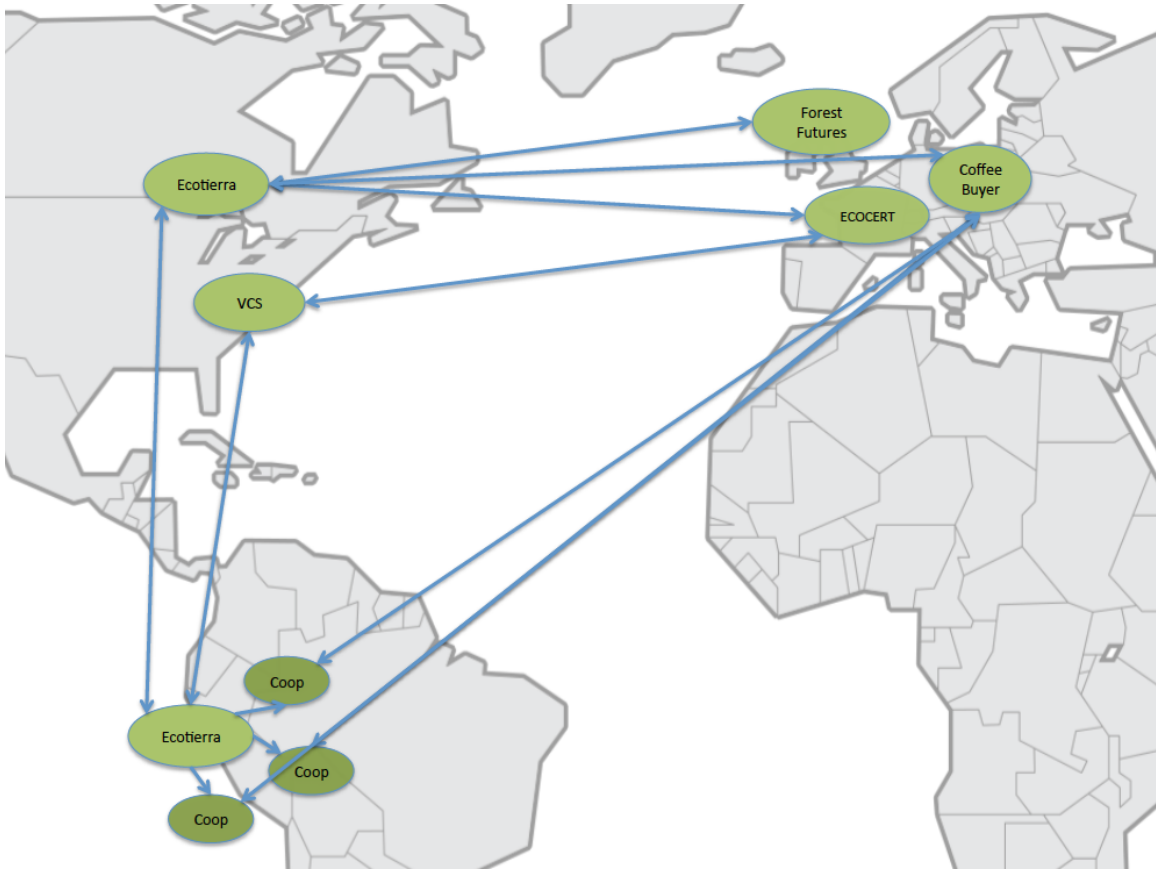 Forest
Futures
Ecotierra
Coffee
Buyer
ECOCERT
VCS
Coop
Ecotierra
Coop
Coop